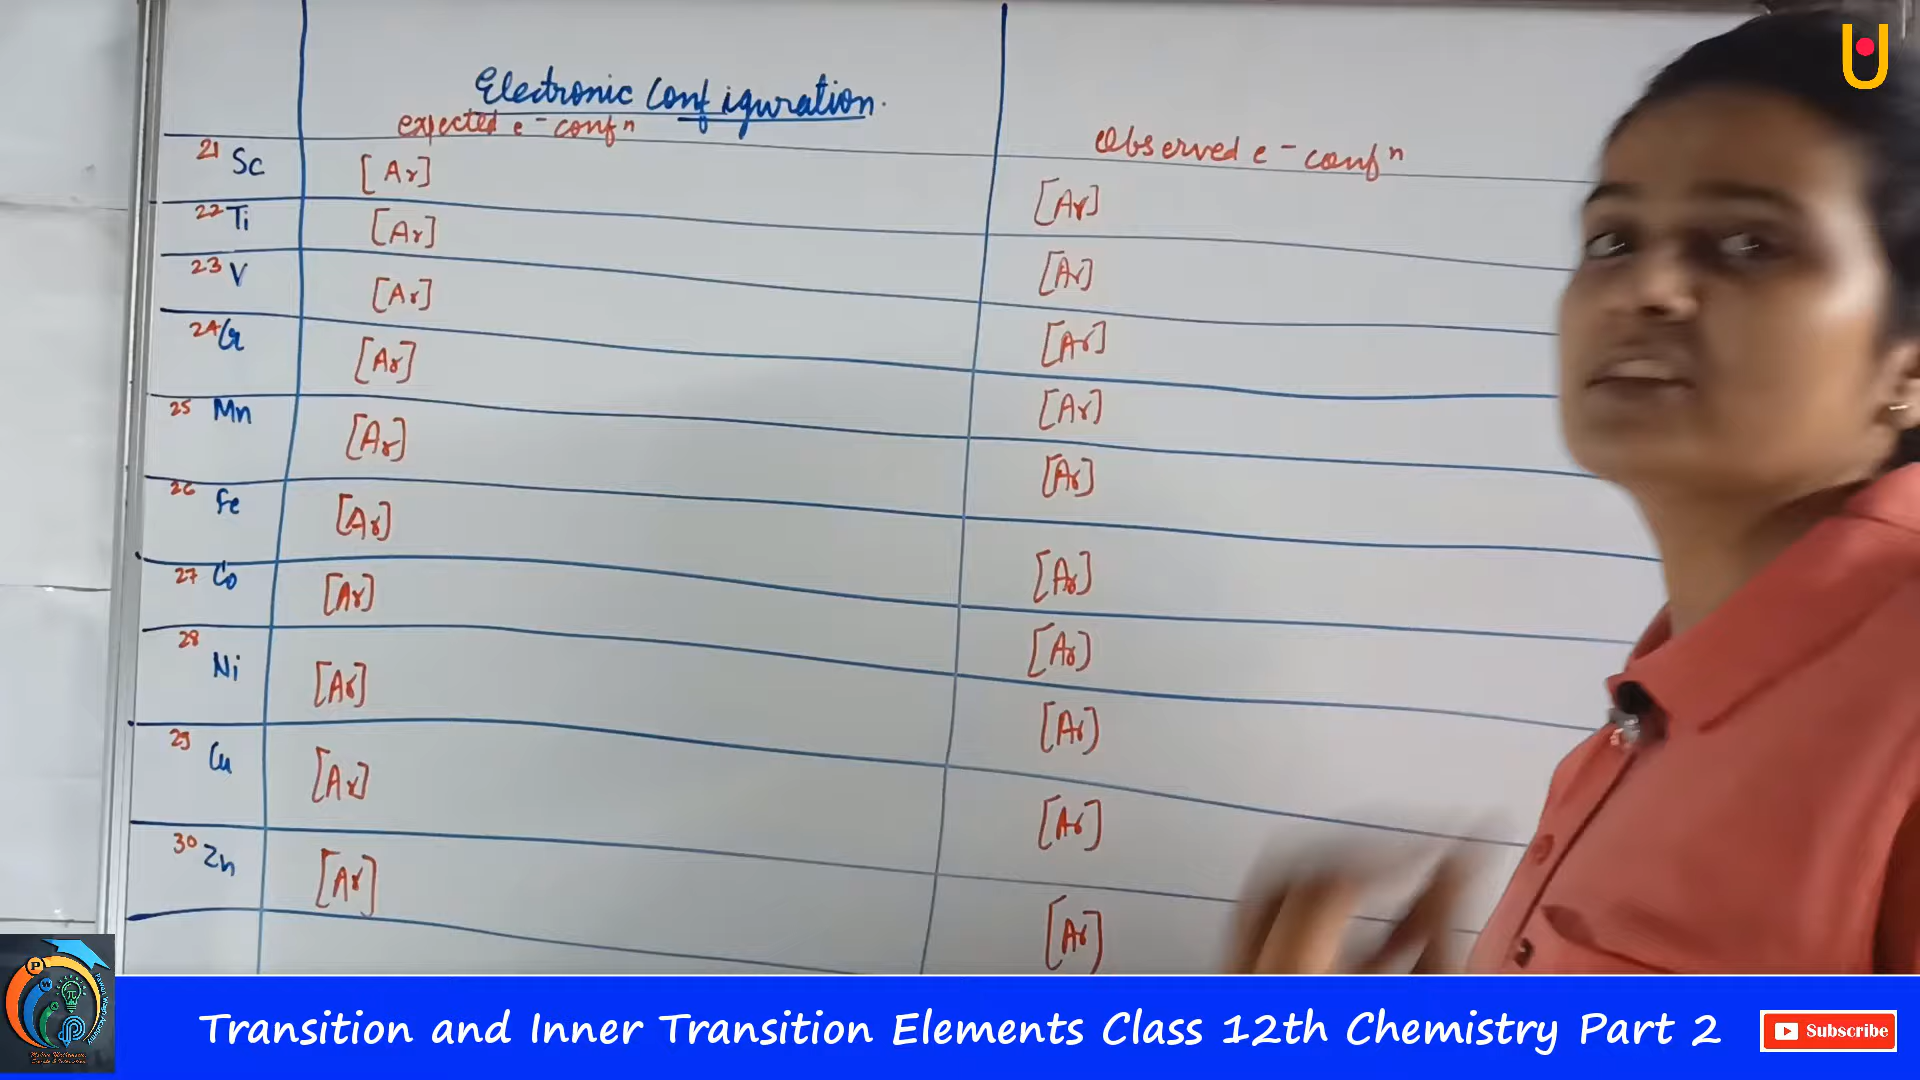 Electronic Configuration.
expected e⁻ confⁿ
Observed e⁻ confⁿ
21 Sc [Ar] [Ar]
22 Ti [Ar] [Ar]
23 V [Ar] [Ar]
24 Cr [Ar] [Ar]
25 Mn [Ar] [Ar]
26 Fe [Ar] [Ar]
27 Co [Ar] [Ar]
28 Ni [Ar] [Ar]
29 Cu [Ar] [Ar]
30 Zn [Ar] [Ar]
Transition and Inner Transition Elements Class 12th Chemistry Part 2
Subscribe